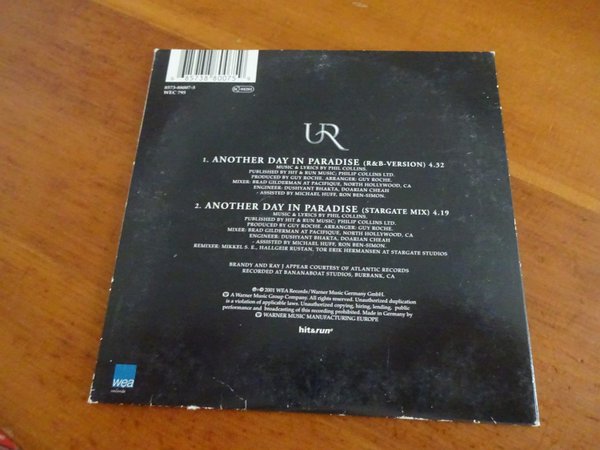 85738 80075
8573-88007-5
WEC 795
UR
1. ANOTHER DAY IN PARADISE (R&B-VERSION) 4.32
MUSIC & LYRICS BY PHIL COLLINS.
PUBLISHED BY HIT & RUN MUSIC; PHILIP COLLINS LTD.
PRODUCED BY GUY ROCHE. ARRANGER: GUY ROCHE.
MIXER: BRAD GILDERMAN AT PACIFIQUE, NORTH HOLLYWOOD, CA
ENGINEER: DUSHYANT BHAKTA, DOARIAN CHEAH
- ASSISTED BY MICHAEL HUFF, RON BEN-SIMON.
2. ANOTHER DAY IN PARADISE (STARGATE MIX) 4.19
MUSIC & LYRICS BY PHIL COLLINS.
PUBLISHED BY HIT & RUN MUSIC; PHILIP COLLINS LTD.
PRODUCED BY GUY ROCHE. ARRANGER: GUY ROCHE.
MIXER: BRAD GILDERMAN AT PACIFIQUE, NORTH HOLLYWOOD, CA
ENGINEER: DUSHYANT BHAKTA, DOARIAN CHEAH
- ASSISTED BY MICHAEL HUFF, RON BEN-SIMON.
REMIXER: MIKKEL S. E., HALLGEIR RUSTAN, TOR ERIK HERMANSEN AT STARGATE STUDIOS
BRANDY AND RAY J APPEAR COURTESY OF ATLANTIC RECORDS
RECORDED AT BANANABOAT STUDIOS, BURBANK, CA
℗+© 2001 WEA Records/Warner Music Germany GmbH.
A Warner Music Group Company. All rights reserved. Unauthorized duplication
is a violation of applicable laws. Unauthorized copying, hiring, lending, public
performance and broadcasting of this recording prohibited. Made in Germany by
WARNER MUSIC MANUFACTURING EUROPE
hit&run
wea
records